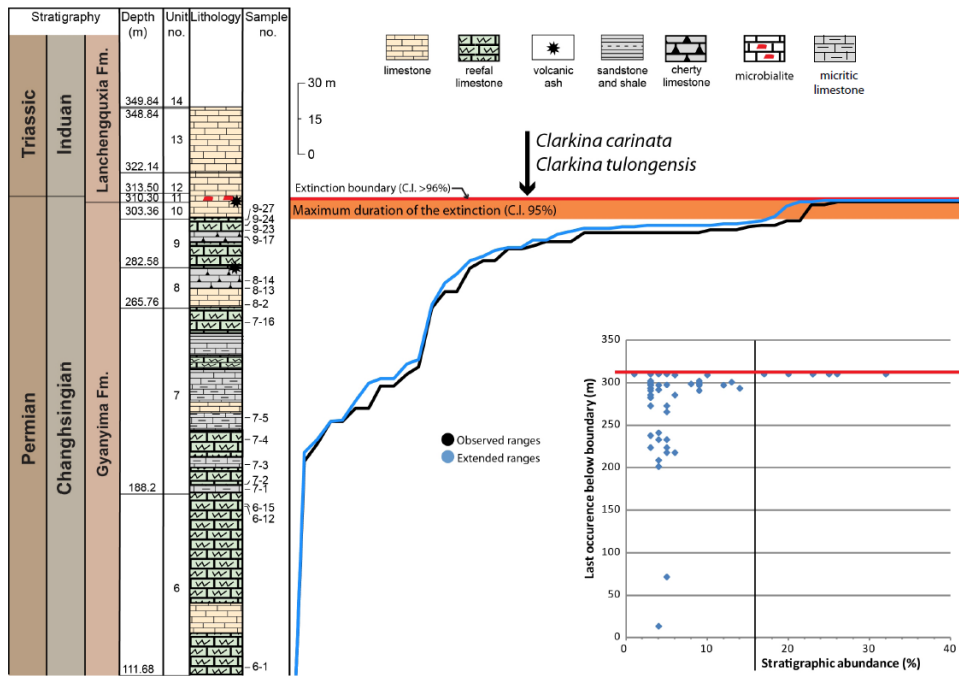 Stratigraphy
Depth
(m)
Unit
no.
Lithology
Sample
no.
Triassic
Permian
Induan
Changhsingian
Lanchengquxia Fm.
Gyanyima Fm.
349.84
348.84
322.14
313.50
310.30
303.36
282.58
265.76
188.2
111.68
14
13
12
11
10
9
8
7
6
9-27
9-24
9-23
9-17
8-14
8-13
8-2
7-16
7-5
7-4
7-3
7-2
7-1
6-15
6-12
6-1
30 m
15
0
limestone
reefal
limestone
volcanic
ash
sandstone
and shale
cherty
limestone
microbialite
micritic
limestone
Clarkina carinata
Clarkina tulongensis
Extinction boundary (C.I. >96%)
Maximum duration of the extinction (C.I. 95%)
Observed ranges
Extended ranges
Last occurence below boundary (m)
350
300
250
200
150
100
50
0
0
10
20
30
40
Stratigraphic abundance (%)